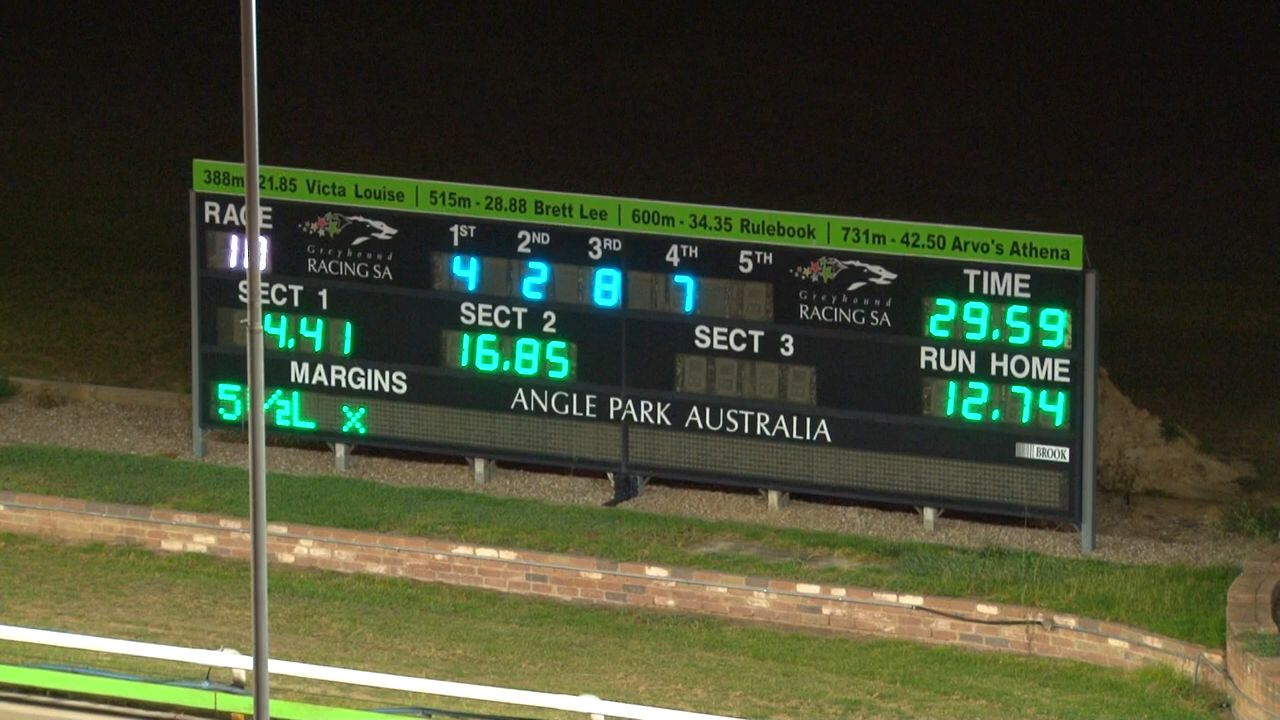 388m 21.85 Victa Louise | 515m - 28.88 Brett Lee | 600m - 34.35 Rulebook | 731m - 42.50 Arvo's Athena
RACE
Greyhound
RACING SA
1ST 2ND 3RD 4TH 5TH
4 2 8 7
Greyhound
RACING SA
TIME
29.59
SECT 1
4.41
SECT 2
16.85
SECT 3
RUN HOME
12.74
MARGINS
5 ½L x
ANGLE PARK AUSTRALIA
BROOK